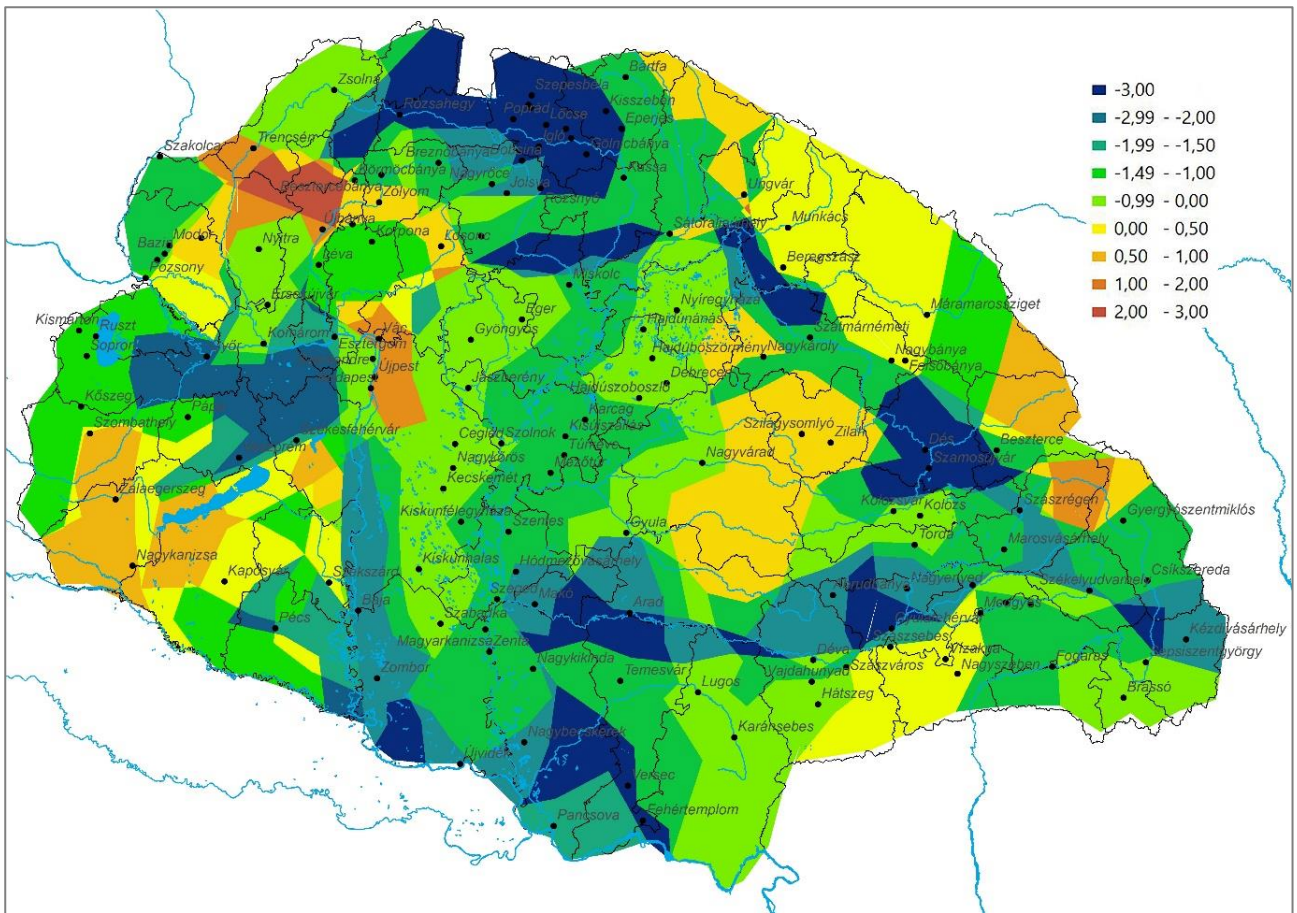 -3,00
-2,99 - -2,00
-1,99 - -1,50
-1,49 - -1,00
-0,99 - 0,00
0,00 - 0,50
0,50 - 1,00
1,00 - 2,00
2,00 - 3,00
Bártfa
Zsolna
Szepesbéla
Rózsahegy
Poprád
Lőcse
Kisszeben
Eperjes
Igló
Gölnicbánya
Szakolca
Trencsén
Breznóbánya
Dobsina
Kassa
Nagyrőce
Jolsva
Rozsnyó
Besztercebánya
Zólyom
Ungvár
Munkács
Újbánya
Korpona
Losonc
Sátoraljaújhely
Modor
Bazin
Pozsony
Nyitra
Léva
Beregszász
Miskolc
Érsekújvár
Eger
Nyíregyháza
Máramarossziget
Kismarton
Ruszt
Sopron
Komárom
Vác
Esztergom
Gyöngyös
Hajdúnánás
Szatmárnémeti
Győr
Újpest
Hajdúböszörmény
Nagykároly
Nagybánya
Felsőbánya
Jászberény
Debrecen
Hajdúszoboszló
Kőszeg
Pápa
Karcag
Kisújszállás
Szombathely
Székesfehérvár
Cegléd
Szolnok
Túrkeve
Szilágysomlyó
Zilah
Dés
Beszterce
Nagykőrös
Mezőtúr
Nagyvárad
Szamosújvár
Kecskemét
Zalaegerszeg
Kolozsvár
Kolozs
Szászrégen
Gyergyószentmiklós
Kiskunfélegyháza
Szentes
Gyula
Torda
Marosvásárhely
Nagykanizsa
Kaposvár
Szekszárd
Kiskunhalas
Hódmezővásárhely
Nagyenyed
Székelyudvarhely
Csíkszereda
Baja
Szeged
Makó
Arad
Pécs
Szabadka
Kézdivásárhely
Magyarkanizsa
Zenta
Szászsebes
Déva
Vízakna
Fogaras
Sepsiszentgyörgy
Zombor
Nagykikinda
Temesvár
Lugos
Vajdahunyad
Szászváros
Nagyszeben
Hátszeg
Brassó
Karánsebes
Nagybecskerek
Újvidék
Versec
Pancsova
Fehértemplom